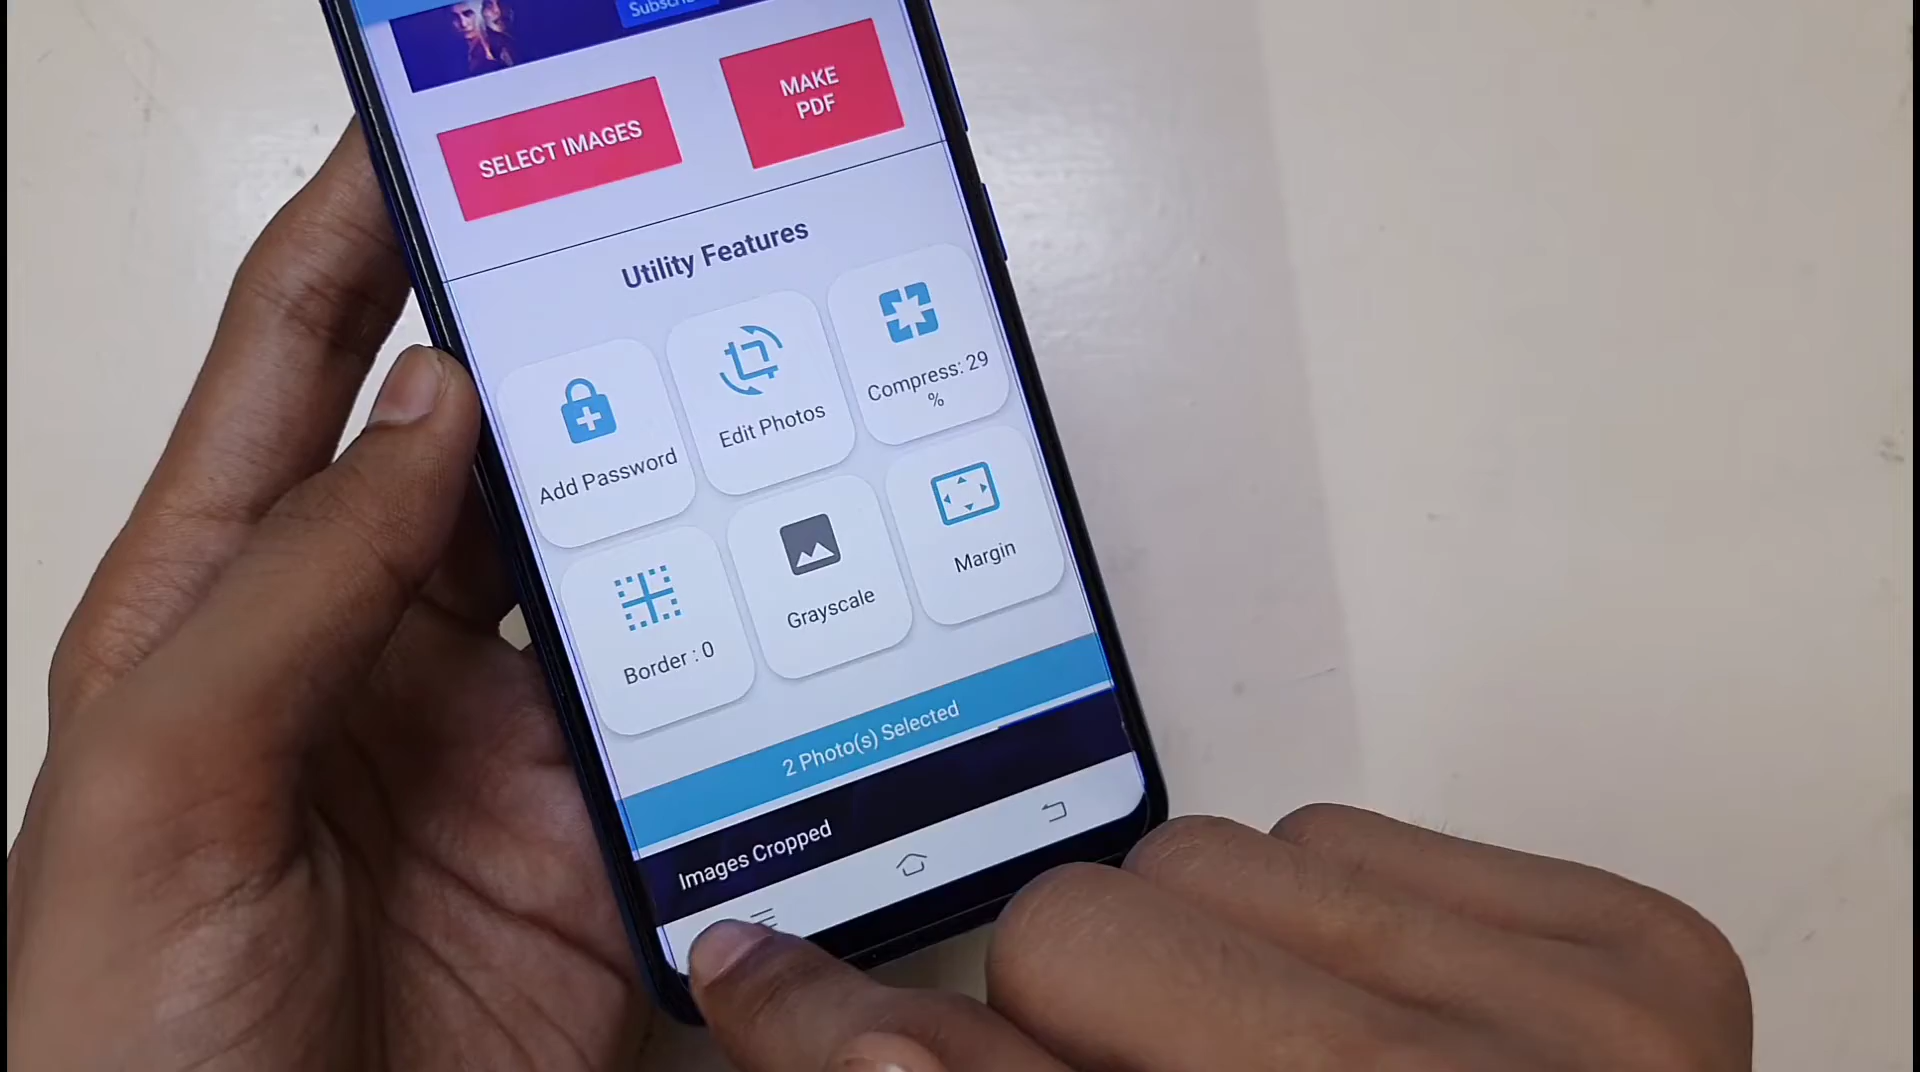 SELECT IMAGES
MAKE
PDF
Utility Features
Add Password
Edit Photos
Compress: 29
%
Border : 0
Grayscale
Margin
2 Photo(s) Selected
Images Cropped